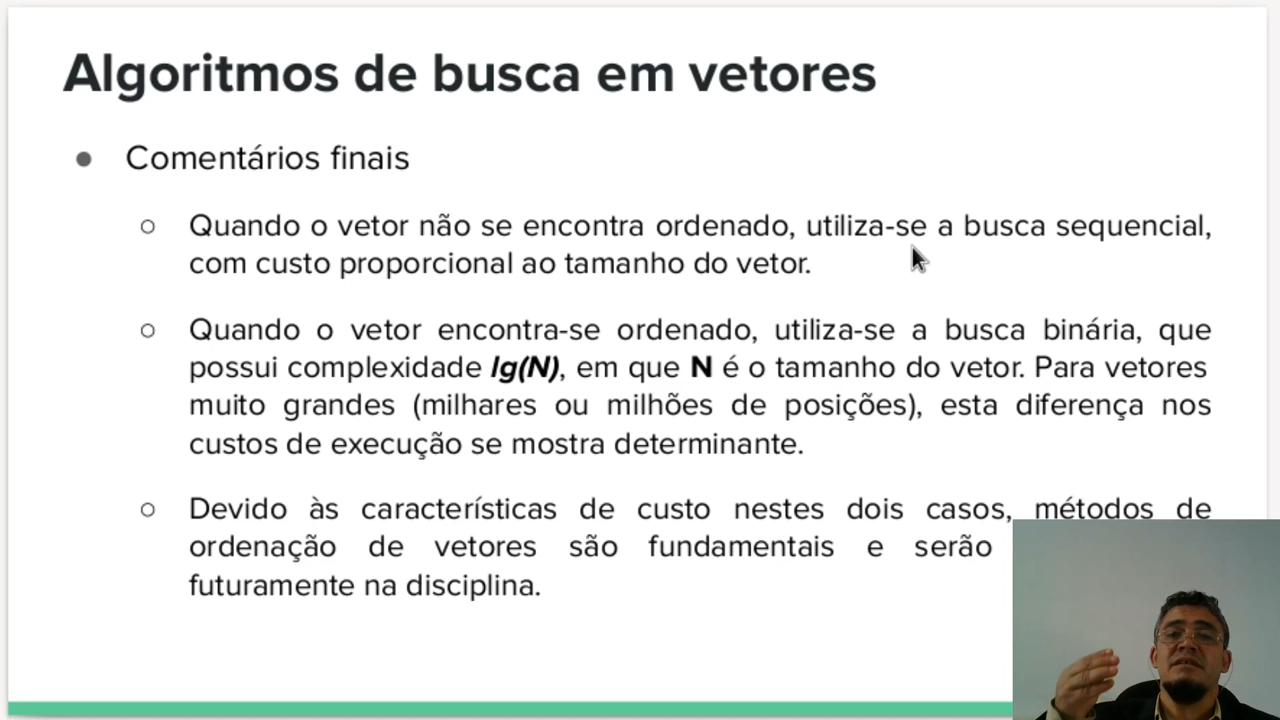 Algoritmos de busca em vetores
Comentários finais
Quando o vetor não se encontra ordenado, utiliza-se a busca sequencial,
com custo proporcional ao tamanho do vetor.
Quando o vetor encontra-se ordenado, utiliza-se a busca binária, que
possui complexidade lg(N), em que N é o tamanho do vetor. Para vetores
muito grandes (milhares ou milhões de posições), esta diferença nos
custos de execução se mostra determinante.
Devido às características de custo nestes dois casos, métodos de
ordenação de vetores são fundamentais e serão
futuramente na disciplina.